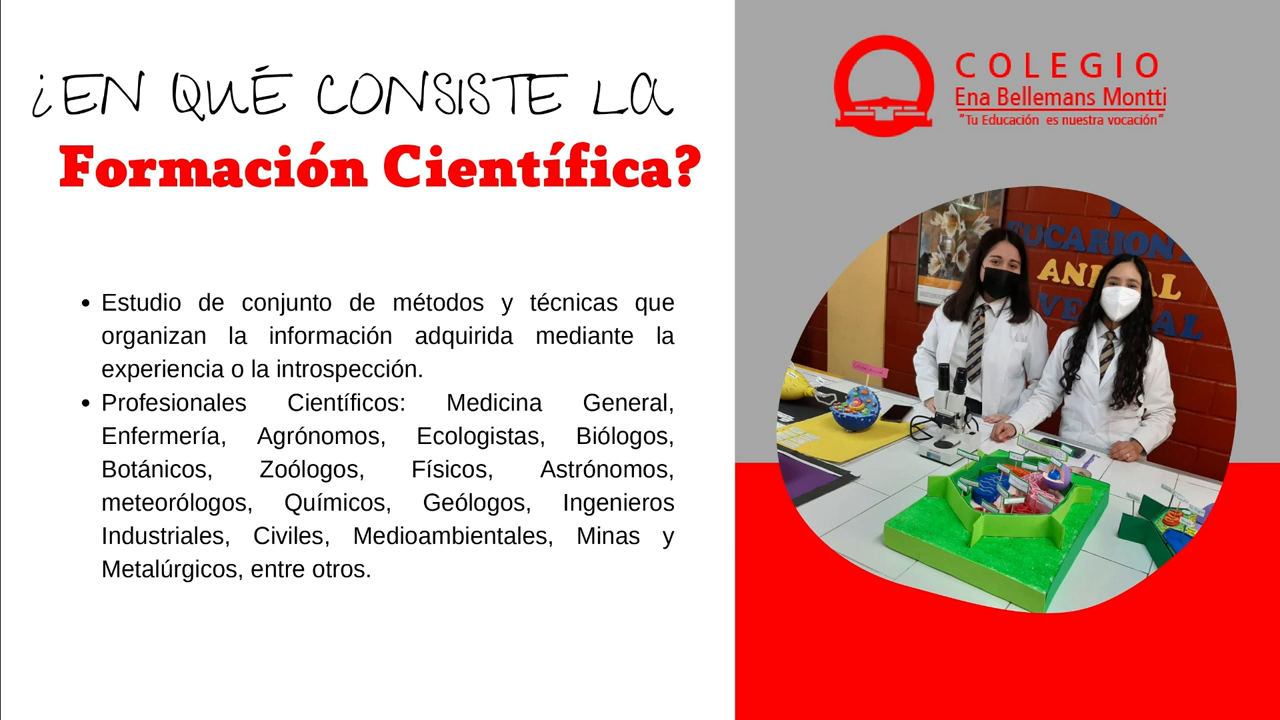 ¿EN QUÉ CONSISTE LA
Formación Científica?
Estudio de conjunto de métodos y técnicas que
organizan la información adquirida mediante la
experiencia o la introspección.
Profesionales Científicos: Medicina General,
Enfermería, Agrónomos, Ecologistas, Biólogos,
Botánicos, Zoólogos, Físicos, Astrónomos,
meteorólogos, Químicos, Geólogos, Ingenieros
Industriales, Civiles, Medioambientales, Minas y
Metalúrgicos, entre otros.
COLEGIO
Ena Bellemans Montti
"Tu Educación es nuestra vocación"